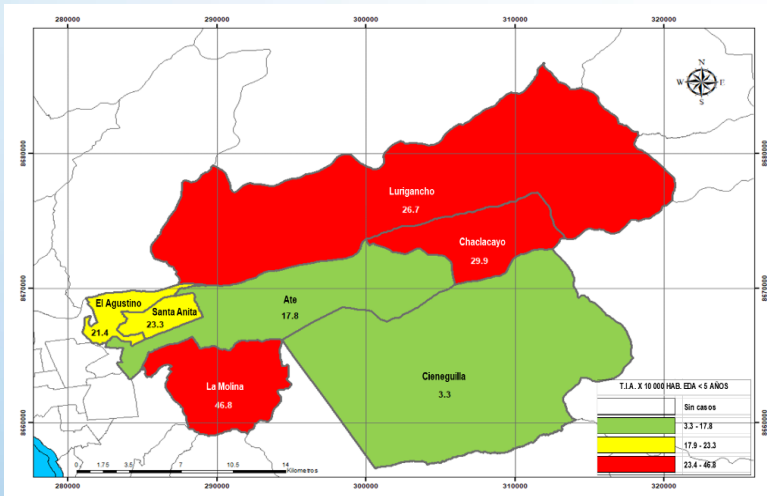 280000 290000 300000 310000 320000
N
W E
S
8680000 8680000
Lurigancho
26.7
Chaclacayo
29.9
8670000 8670000
El Agustino
21.4
Santa Anita
23.3
Ate
17.8
La Molina
46.8
Cieneguilla
3.3
T.I.A. X 10 000 HAB. EDA < 5 AÑOS
Sin casos
3.3 - 17.8
17.9 - 23.3
23.4 - 46.8
8660000 8660000
0 1.75 3.5 7 10.5 14
Kilometros
280000 290000 300000 310000 320000